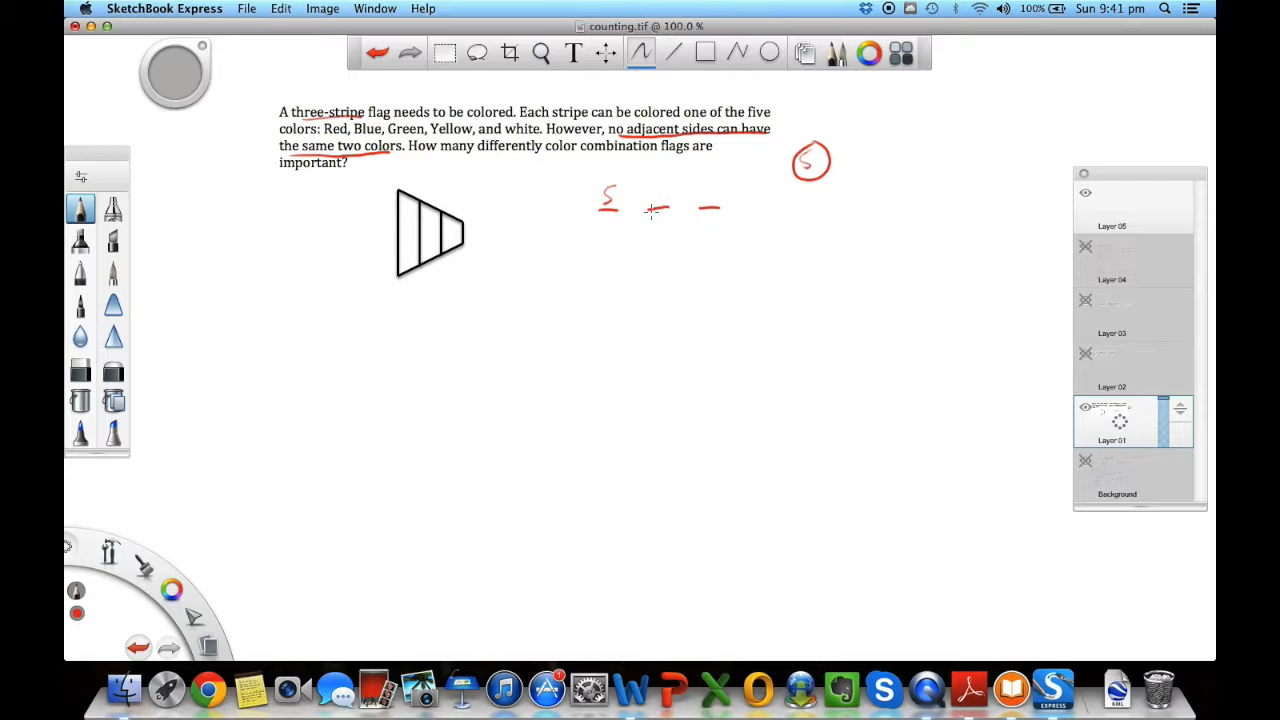 SketchBook Express File Edit Image Window Help 100% Sun 9:41 pm
counting.tif @ 100.0 %
T
A three-stripe flag needs to be colored. Each stripe can be colored one of the five
colors: Red, Blue, Green, Yellow, and white. However, no adjacent sides can have
the same two colors. How many differently color combination flags are
important?
5
5 _ _
Layer 05
Layer 04
Layer 03
Layer 02
Layer 01
Background
1
EXPRESS
KML